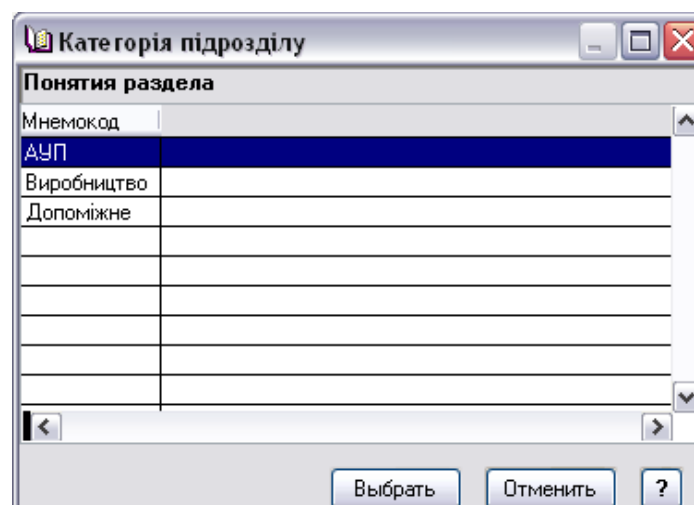 Категорія підрозділу
Понятия раздела
Мнемокод
АУП
Виробництво
Допоміжне
Выбрать Отменить ?